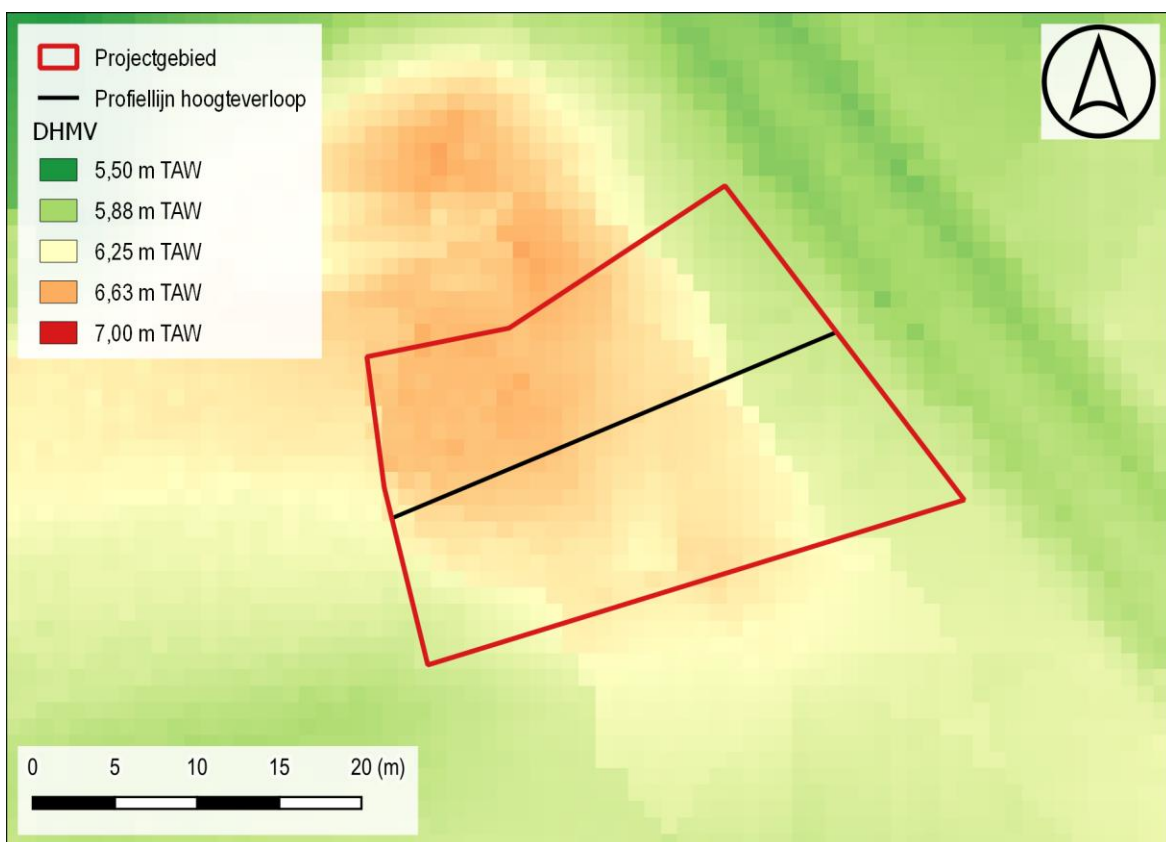 Projectgebied
Profiellijn hoogteverloop
DHMV
5,50 m TAW
5,88 m TAW
6,25 m TAW
6,63 m TAW
7,00 m TAW
0 5 10 15 20 (m)